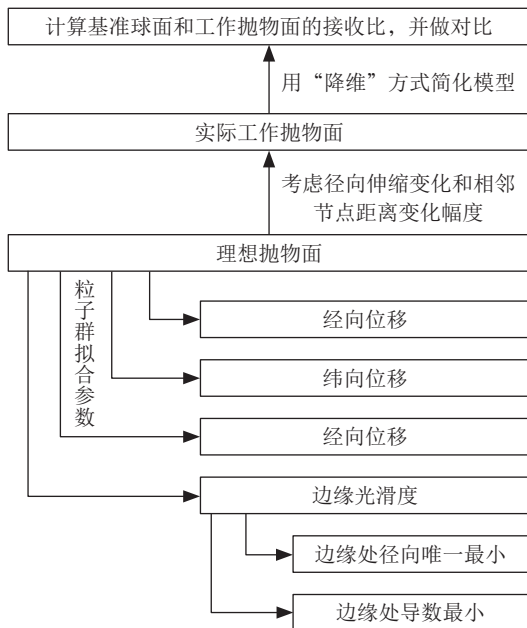 计算基准球面和工作抛物面的接收比，并做对比
用“降维”方式简化模型
实际工作抛物面
考虑径向伸缩变化和相邻
节点距离变化幅度
理想抛物面
粒子群拟合参数
经向位移
纬向位移
经向位移
边缘光滑度
边缘处径向唯一最小
边缘处导数最小